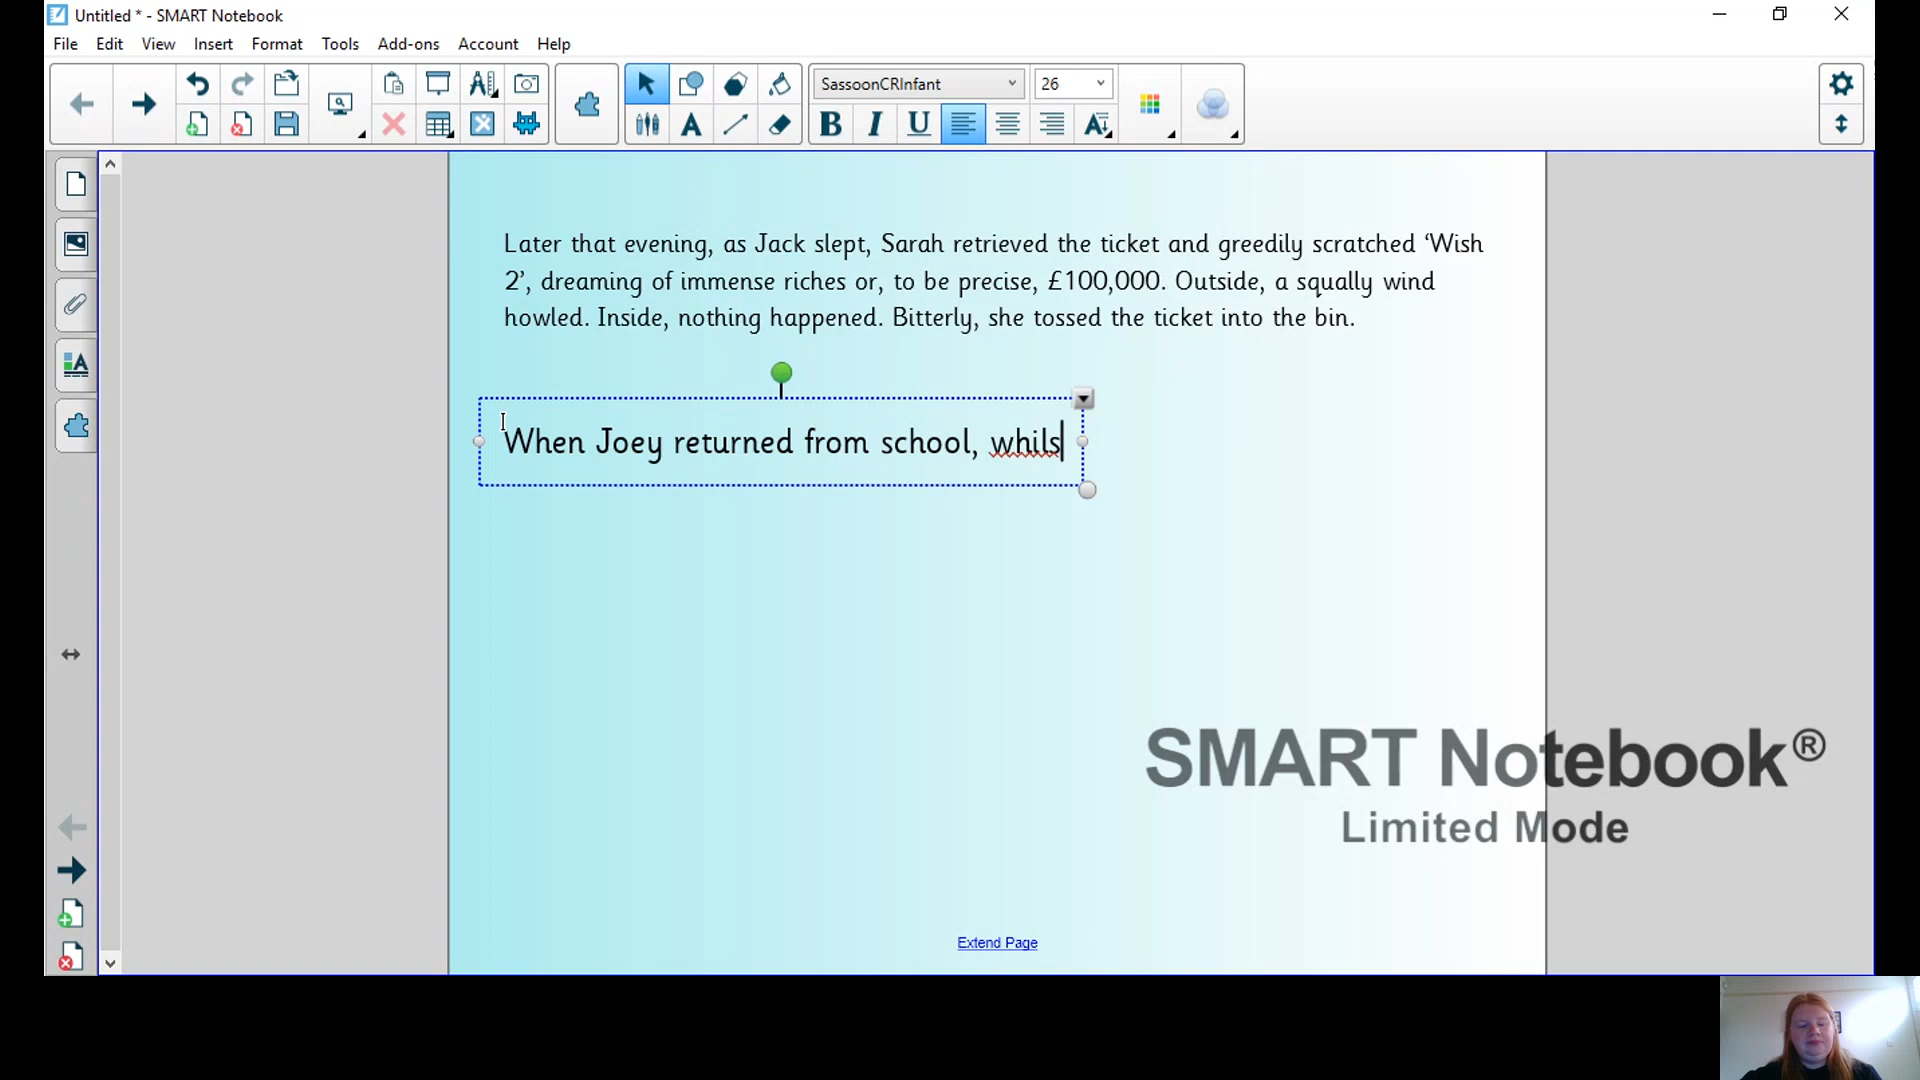 Untitled * - SMART Notebook
File Edit View Insert Format Tools Add-ons Account Help
SassoonCRInfant 26
B I U
Later that evening, as Jack slept, Sarah retrieved the ticket and greedily scratched ‘Wish
2’, dreaming of immense riches or, to be precise, £100,000. Outside, a squally wind
howled. Inside, nothing happened. Bitterly, she tossed the ticket into the bin.
When Joey returned from school, whils
SMART Notebook®
Limited Mode
Extend Page